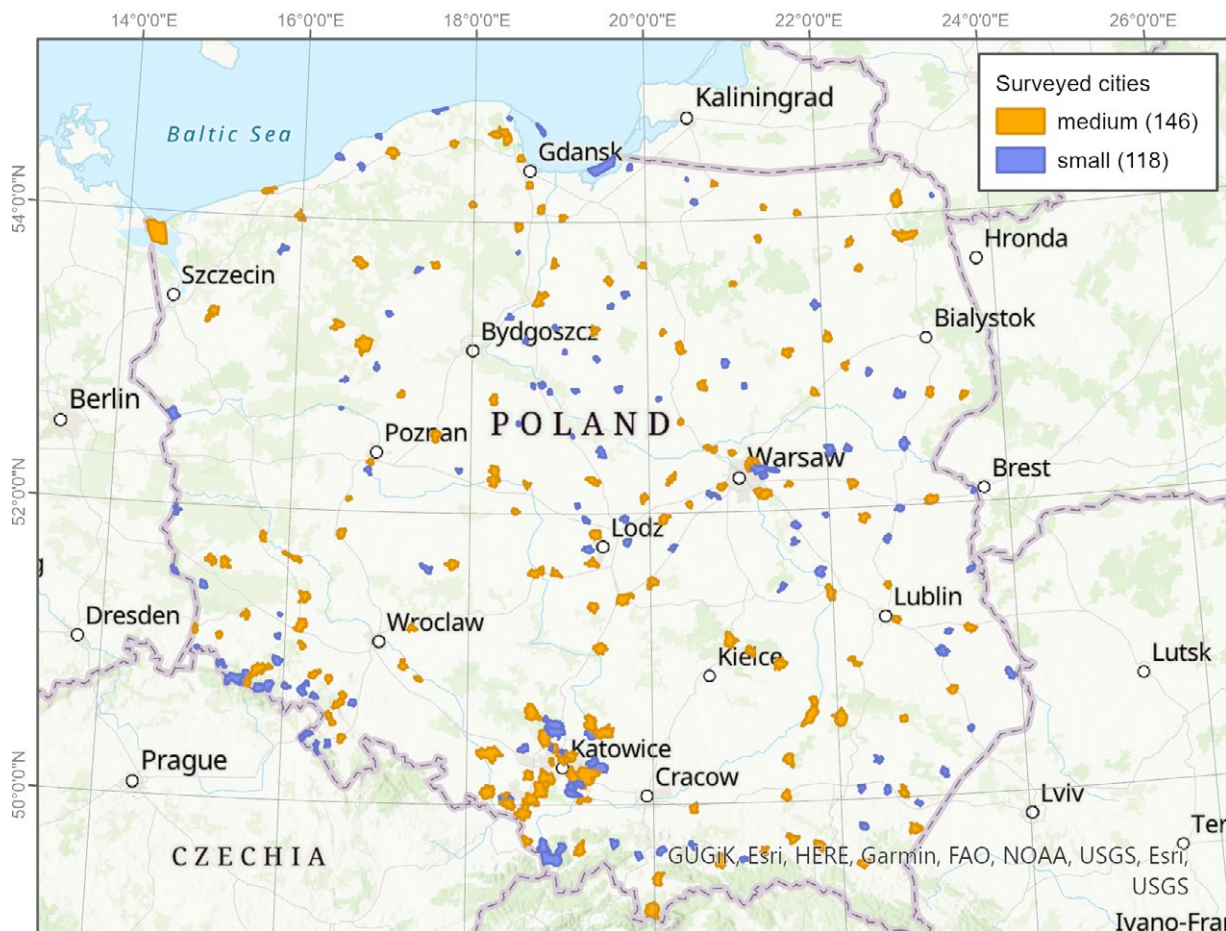 14°0'0"E 16°0'0"E 18°0'0"E 20°0'0"E 22°0'0"E 24°0'0"E 26°0'0"E
Surveyed cities
medium (146)
small (118)
Kaliningrad
Baltic Sea
Gdansk
54°0'0"N
Hronda
Szczecin
Bialystok
Bydgoszcz
Berlin
POLAND
Poznan
Warsaw
Brest
52°0'0"N
Lodz
g
Lublin
Dresden
Wroclaw
Lutsk
Kielce
Katowice
Prague
Cracow
50°0'0"N
Lviv
Ter
CZECHIA
GUGiK, Esri, HERE, Garmin, FAO, NOAA, USGS, Esri,
USGS
Ivano-Fran